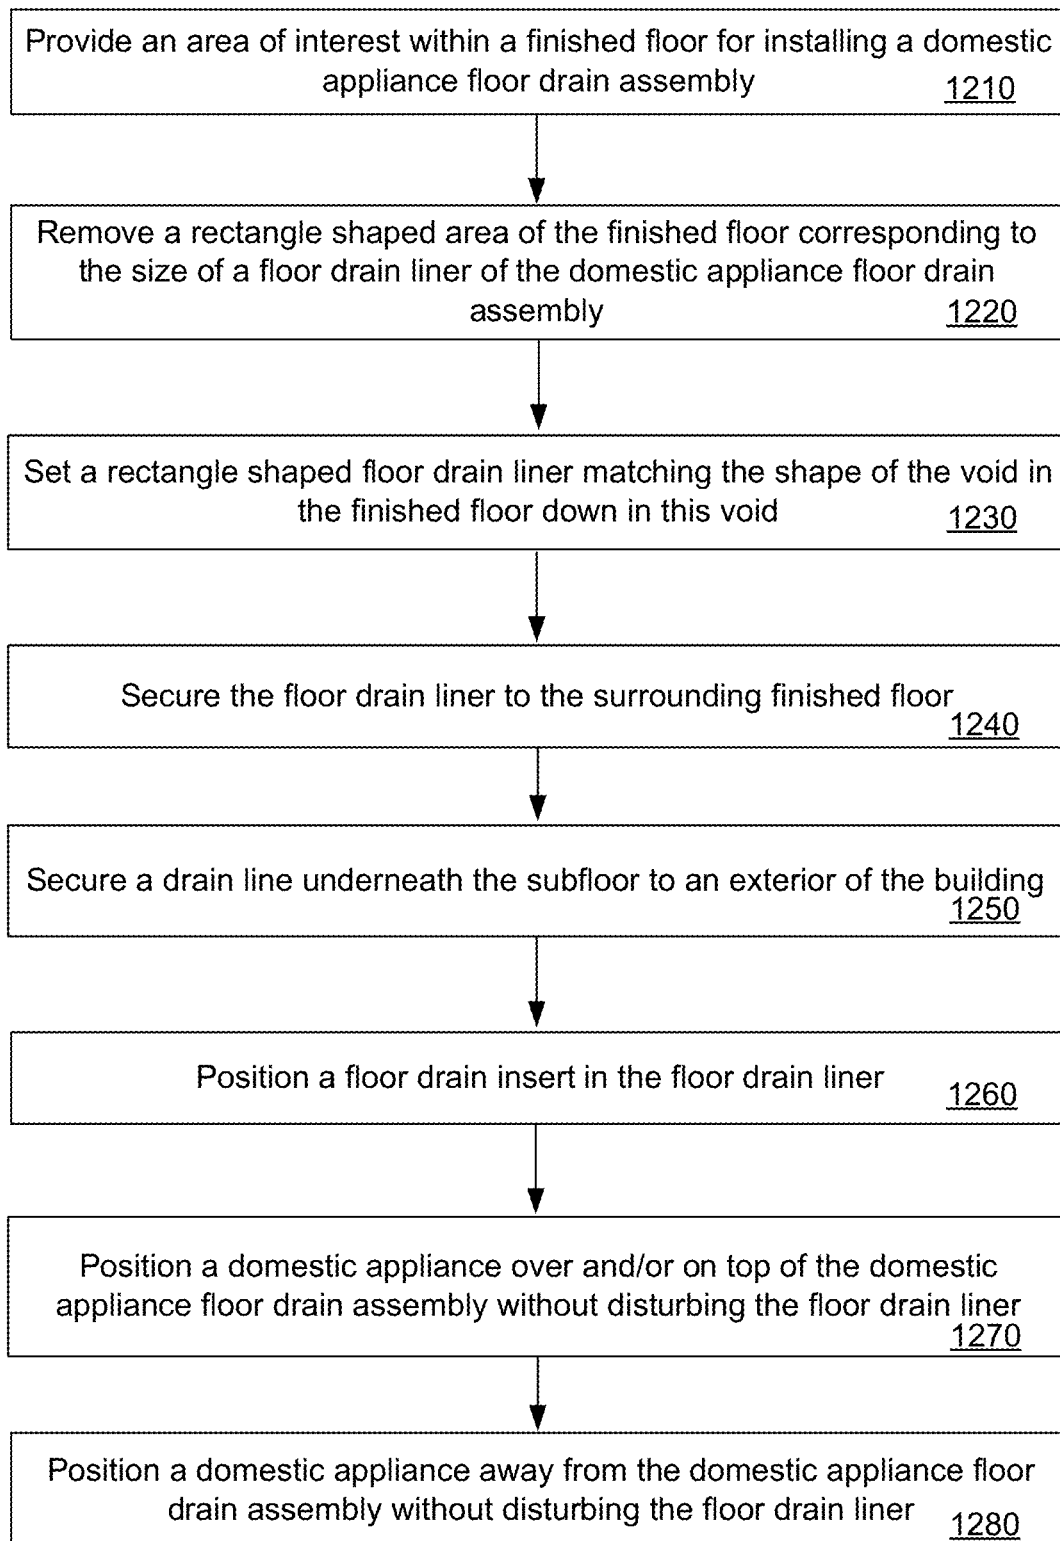 Provide an area of interest within a finished floor for installing a domestic
appliance floor drain assembly
1210
Remove a rectangle shaped area of the finished floor corresponding to
the size of a floor drain liner of the domestic appliance floor drain
assembly
1220
Set a rectangle shaped floor drain liner matching the shape of the void in
the finished floor down in this void
1230
Secure the floor drain liner to the surrounding finished floor
1240
Secure a drain line underneath the subfloor to an exterior of the building
1250
Position a floor drain insert in the floor drain liner
1260
Position a domestic appliance over and/or on top of the domestic
appliance floor drain assembly without disturbing the floor drain liner
1270
Position a domestic appliance away from the domestic appliance floor
drain assembly without disturbing the floor drain liner
1280